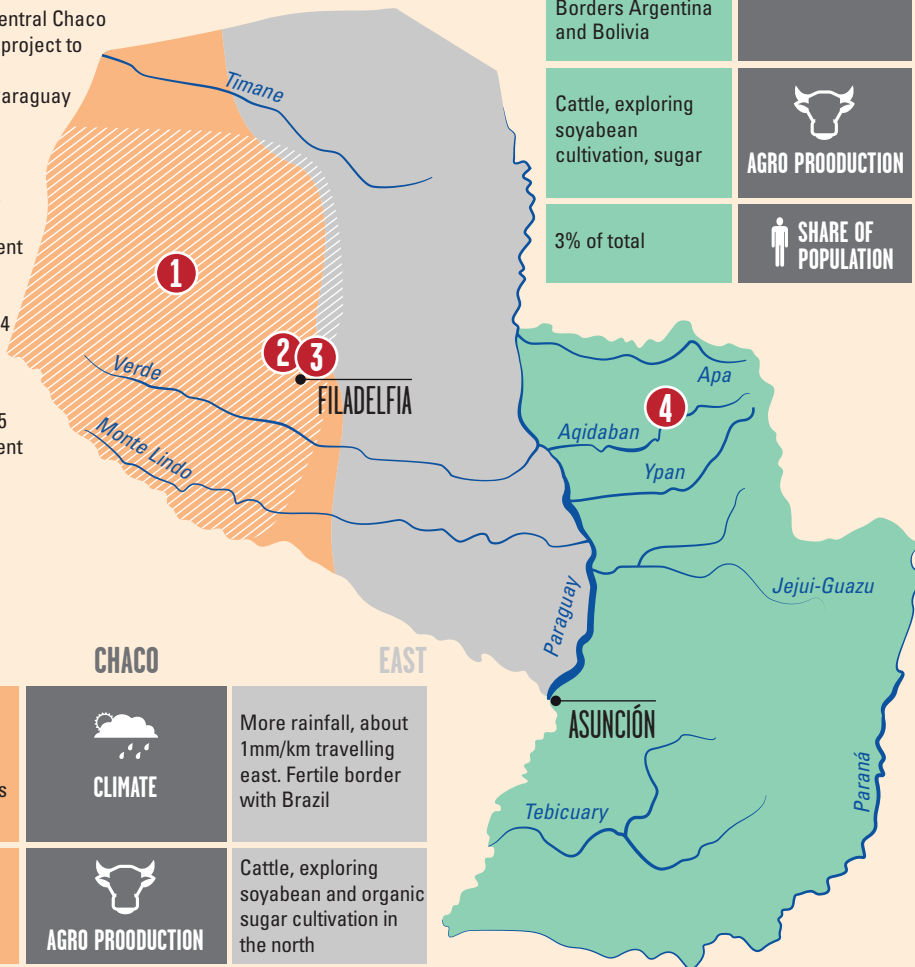 entral Chaco
project to
araguay
ent
4
5
ent
Borders Argentina
and Bolivia
Cattle, exploring
soyabean
cultivation, sugar
AGRO PROODUCTION
3% of total
SHARE OF
POPULATION
Timane
1
2
3
FILADELFIA
Verde
Monte Lindo
4
Apa
Aqidaban
Ypan
Jejui-Guazu
Paraguay
ASUNCIÓN
Tebicuary
Paraná
CHACO
EAST
s
CLIMATE
More rainfall, about
1mm/km travelling
east. Fertile border
with Brazil
AGRO PROODUCTION
Cattle, exploring
soyabean and organic
sugar cultivation in
the north